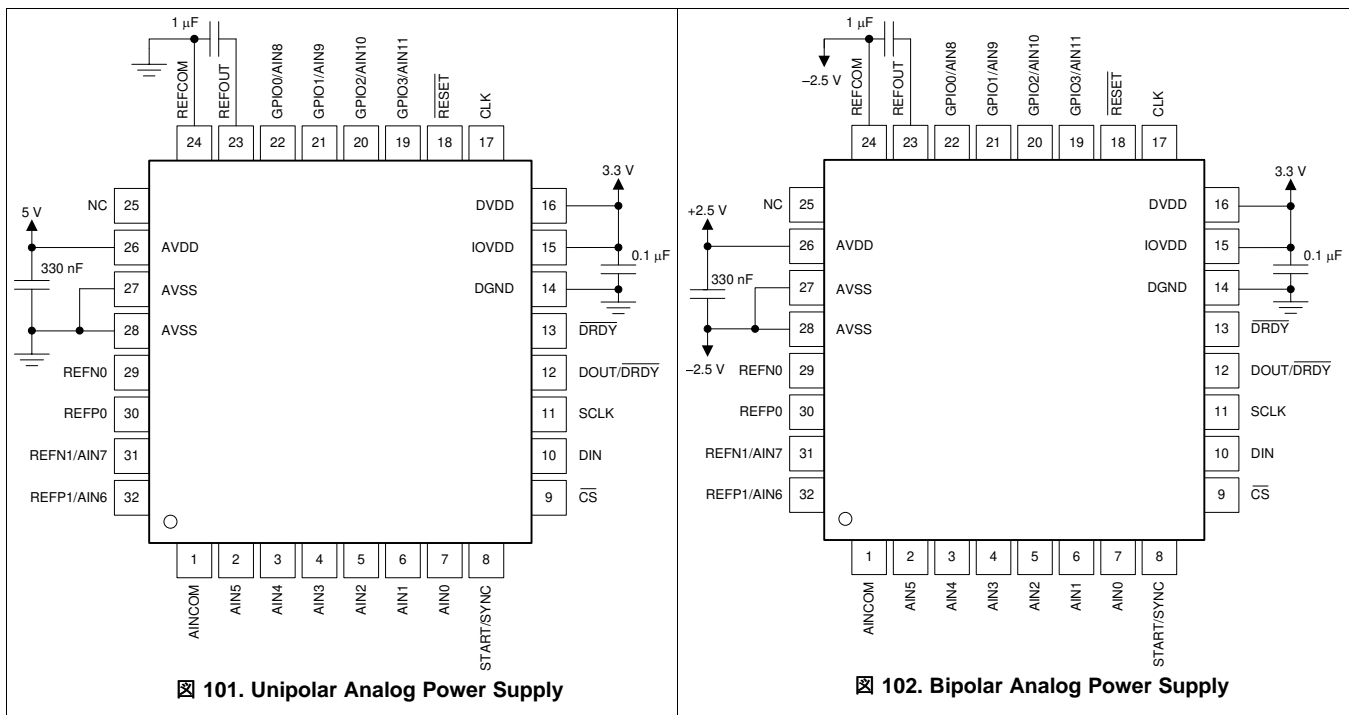 1 μF
REFCOM
REFOUT
GPIO0/AIN8
GPIO1/AIN9
GPIO2/AIN10
GPIO3/AIN11
RESET
CLK
24 23 22 21 20 19 18 17
5 V
330 nF
NC 25
26 AVDD
27 AVSS
28 AVSS
REFN0 29
REFP0 30
REFN1/AIN7 31
REFP1/AIN6 32
3.3 V
0.1 μF
DVDD 16
IOVDD 15
DGND 14
13 DRDY
12 DOUT/DRDY
11 SCLK
10 DIN
9 CS
1 2 3 4 5 6 7 8
AINCOM
AIN5
AIN4
AIN3
AIN2
AIN1
AIN0
START/SYNC
図 101. Unipolar Analog Power Supply
1 μF
−2.5 V
REFCOM
REFOUT
GPIO0/AIN8
GPIO1/AIN9
GPIO2/AIN10
GPIO3/AIN11
RESET
CLK
24 23 22 21 20 19 18 17
+2.5 V
330 nF
−2.5 V
NC 25
26 AVDD
27 AVSS
28 AVSS
REFN0 29
REFP0 30
REFN1/AIN7 31
REFP1/AIN6 32
3.3 V
0.1 μF
DVDD 16
IOVDD 15
DGND 14
13 DRDY
12 DOUT/DRDY
11 SCLK
10 DIN
9 CS
1 2 3 4 5 6 7 8
AINCOM
AIN5
AIN4
AIN3
AIN2
AIN1
AIN0
START/SYNC
図 102. Bipolar Analog Power Supply